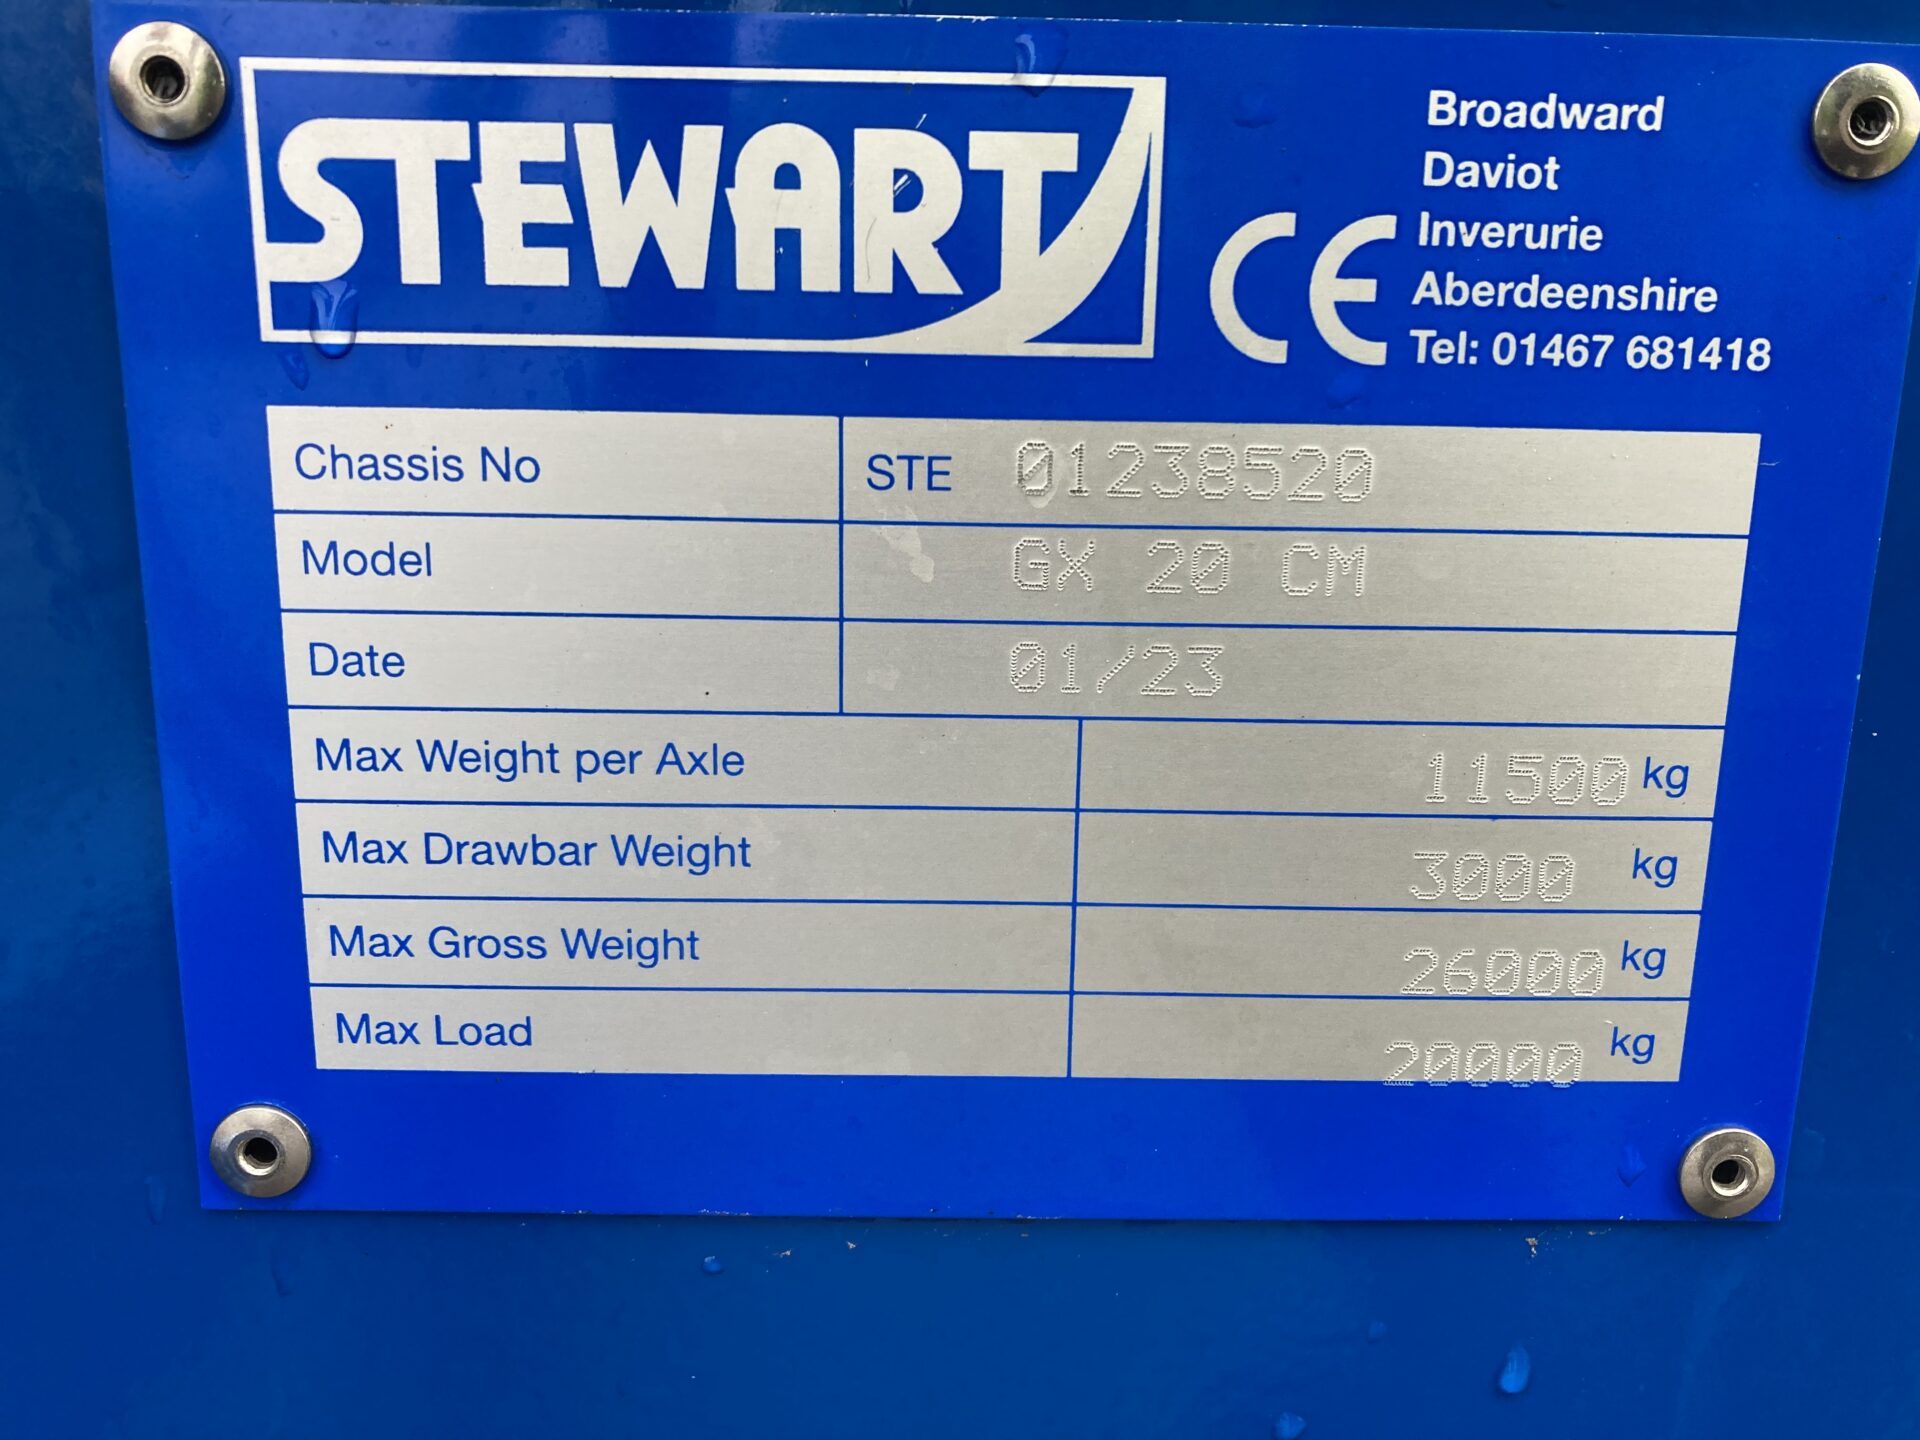 STEWART
CE
Broadward
Daviot
Inverurie
Aberdeenshire
Tel: 01467 681418
Chassis No STE 01238520
Model GX 20 CM
Date 01/23
Max Weight per Axle 11500 kg
Max Drawbar Weight 3000 kg
Max Gross Weight 26000 kg
Max Load 20000 kg